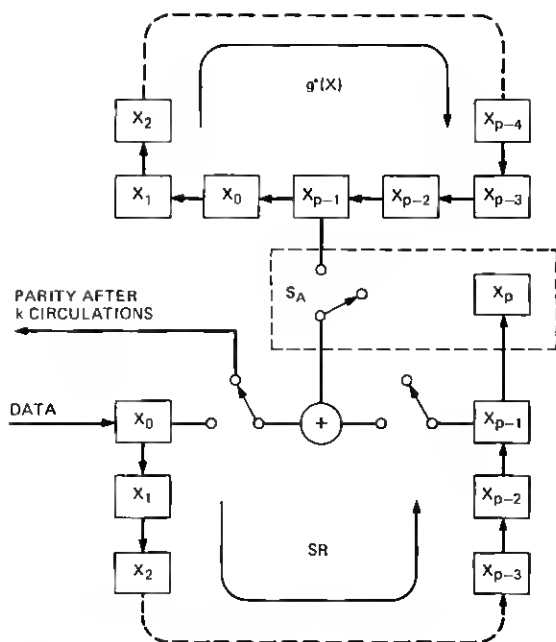 g*(X)
X₂
Xₚ₋₄
X₁
X₀
Xₚ₋₁
Xₚ₋₂
Xₚ₋₃
S_A
Xₚ
PARITY AFTER
k CIRCULATIONS
DATA
X₀
+
Xₚ₋₁
X₁
Xₚ₋₂
X₂
SR
Xₚ₋₃